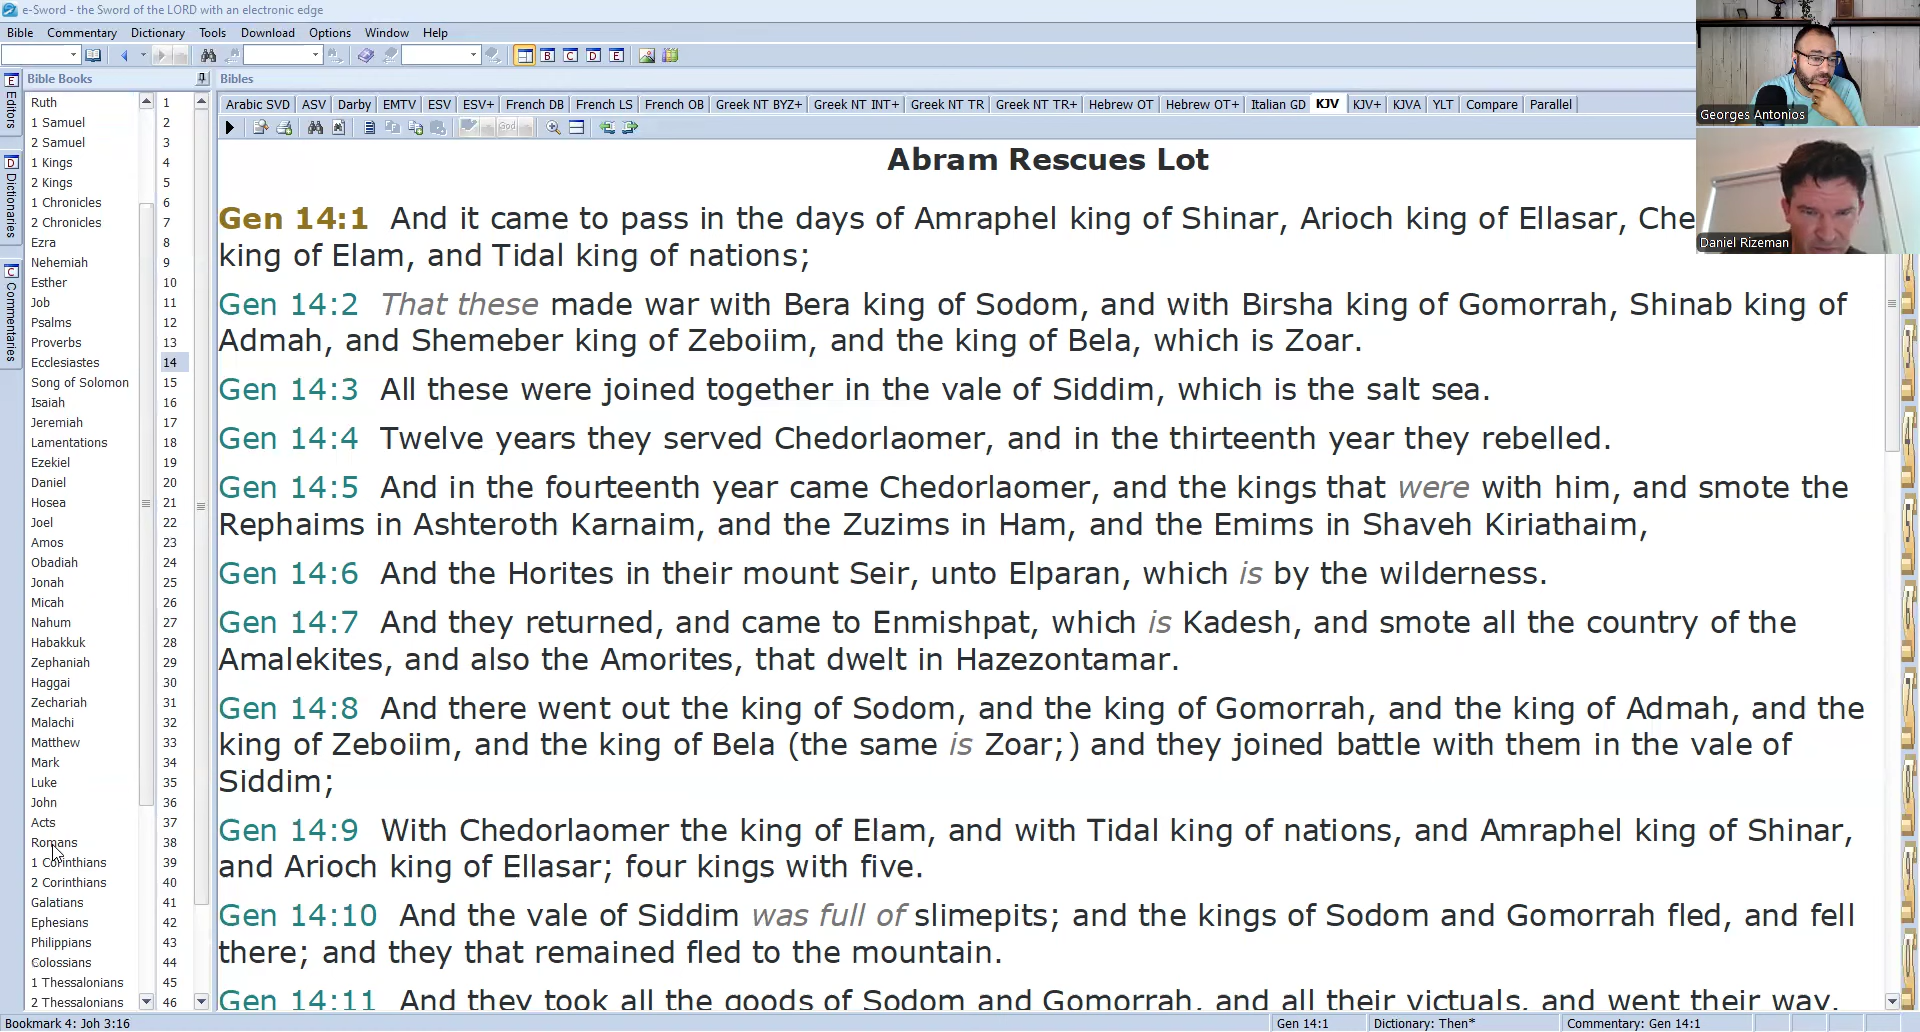 e-Sword - the Sword of the LORD with an electronic edge
Bible Commentary Dictionary Tools Download Options Window Help
Bible Books
Bibles
Editors
Dictionaries
Commentaries
Arabic SVD ASV Darby EMTV ESV ESV+ French DB French LS French OB Greek NT BYZ+ Greek NT INT+ Greek NT TR Greek NT TR+ Hebrew OT Hebrew OT+ Italian GD KJV KJV+ KJVA YLT Compare Parallel
Ruth 1
1 Samuel 2
2 Samuel 3
1 Kings 4
2 Kings 5
1 Chronicles 6
2 Chronicles 7
Ezra 8
Nehemiah 9
Esther 10
Job 11
Psalms 12
Proverbs 13
Ecclesiastes 14
Song of Solomon 15
Isaiah 16
Jeremiah 17
Lamentations 18
Ezekiel 19
Daniel 20
Hosea 21
Joel 22
Amos 23
Obadiah 24
Jonah 25
Micah 26
Nahum 27
Habakkuk 28
Zephaniah 29
Haggai 30
Zechariah 31
Malachi 32
Matthew 33
Mark 34
Luke 35
John 36
Acts 37
Romans 38
1 Corinthians 39
2 Corinthians 40
Galatians 41
Ephesians 42
Philippians 43
Colossians 44
1 Thessalonians 45
2 Thessalonians 46
God
Abram Rescues Lot
Gen 14:1 And it came to pass in the days of Amraphel king of Shinar, Arioch king of Ellasar, Che
king of Elam, and Tidal king of nations;
Gen 14:2 That these made war with Bera king of Sodom, and with Birsha king of Gomorrah, Shinab king of
Admah, and Shemeber king of Zeboiim, and the king of Bela, which is Zoar.
Gen 14:3 All these were joined together in the vale of Siddim, which is the salt sea.
Gen 14:4 Twelve years they served Chedorlaomer, and in the thirteenth year they rebelled.
Gen 14:5 And in the fourteenth year came Chedorlaomer, and the kings that were with him, and smote the
Rephaims in Ashteroth Karnaim, and the Zuzims in Ham, and the Emims in Shaveh Kiriathaim,
Gen 14:6 And the Horites in their mount Seir, unto Elparan, which is by the wilderness.
Gen 14:7 And they returned, and came to Enmishpat, which is Kadesh, and smote all the country of the
Amalekites, and also the Amorites, that dwelt in Hazezontamar.
Gen 14:8 And there went out the king of Sodom, and the king of Gomorrah, and the king of Admah, and the
king of Zeboiim, and the king of Bela (the same is Zoar;) and they joined battle with them in the vale of
Siddim;
Gen 14:9 With Chedorlaomer the king of Elam, and with Tidal king of nations, and Amraphel king of Shinar,
and Arioch king of Ellasar; four kings with five.
Gen 14:10 And the vale of Siddim was full of slimepits; and the kings of Sodom and Gomorrah fled, and fell
there; and they that remained fled to the mountain.
Gen 14:11 And they took all the goods of Sodom and Gomorrah, and all their victuals, and went their way.
Georges Antonios
Daniel Rizeman
Bookmark 4: Joh 3:16 Gen 14:1 Dictionary: Then* Commentary: Gen 14:1